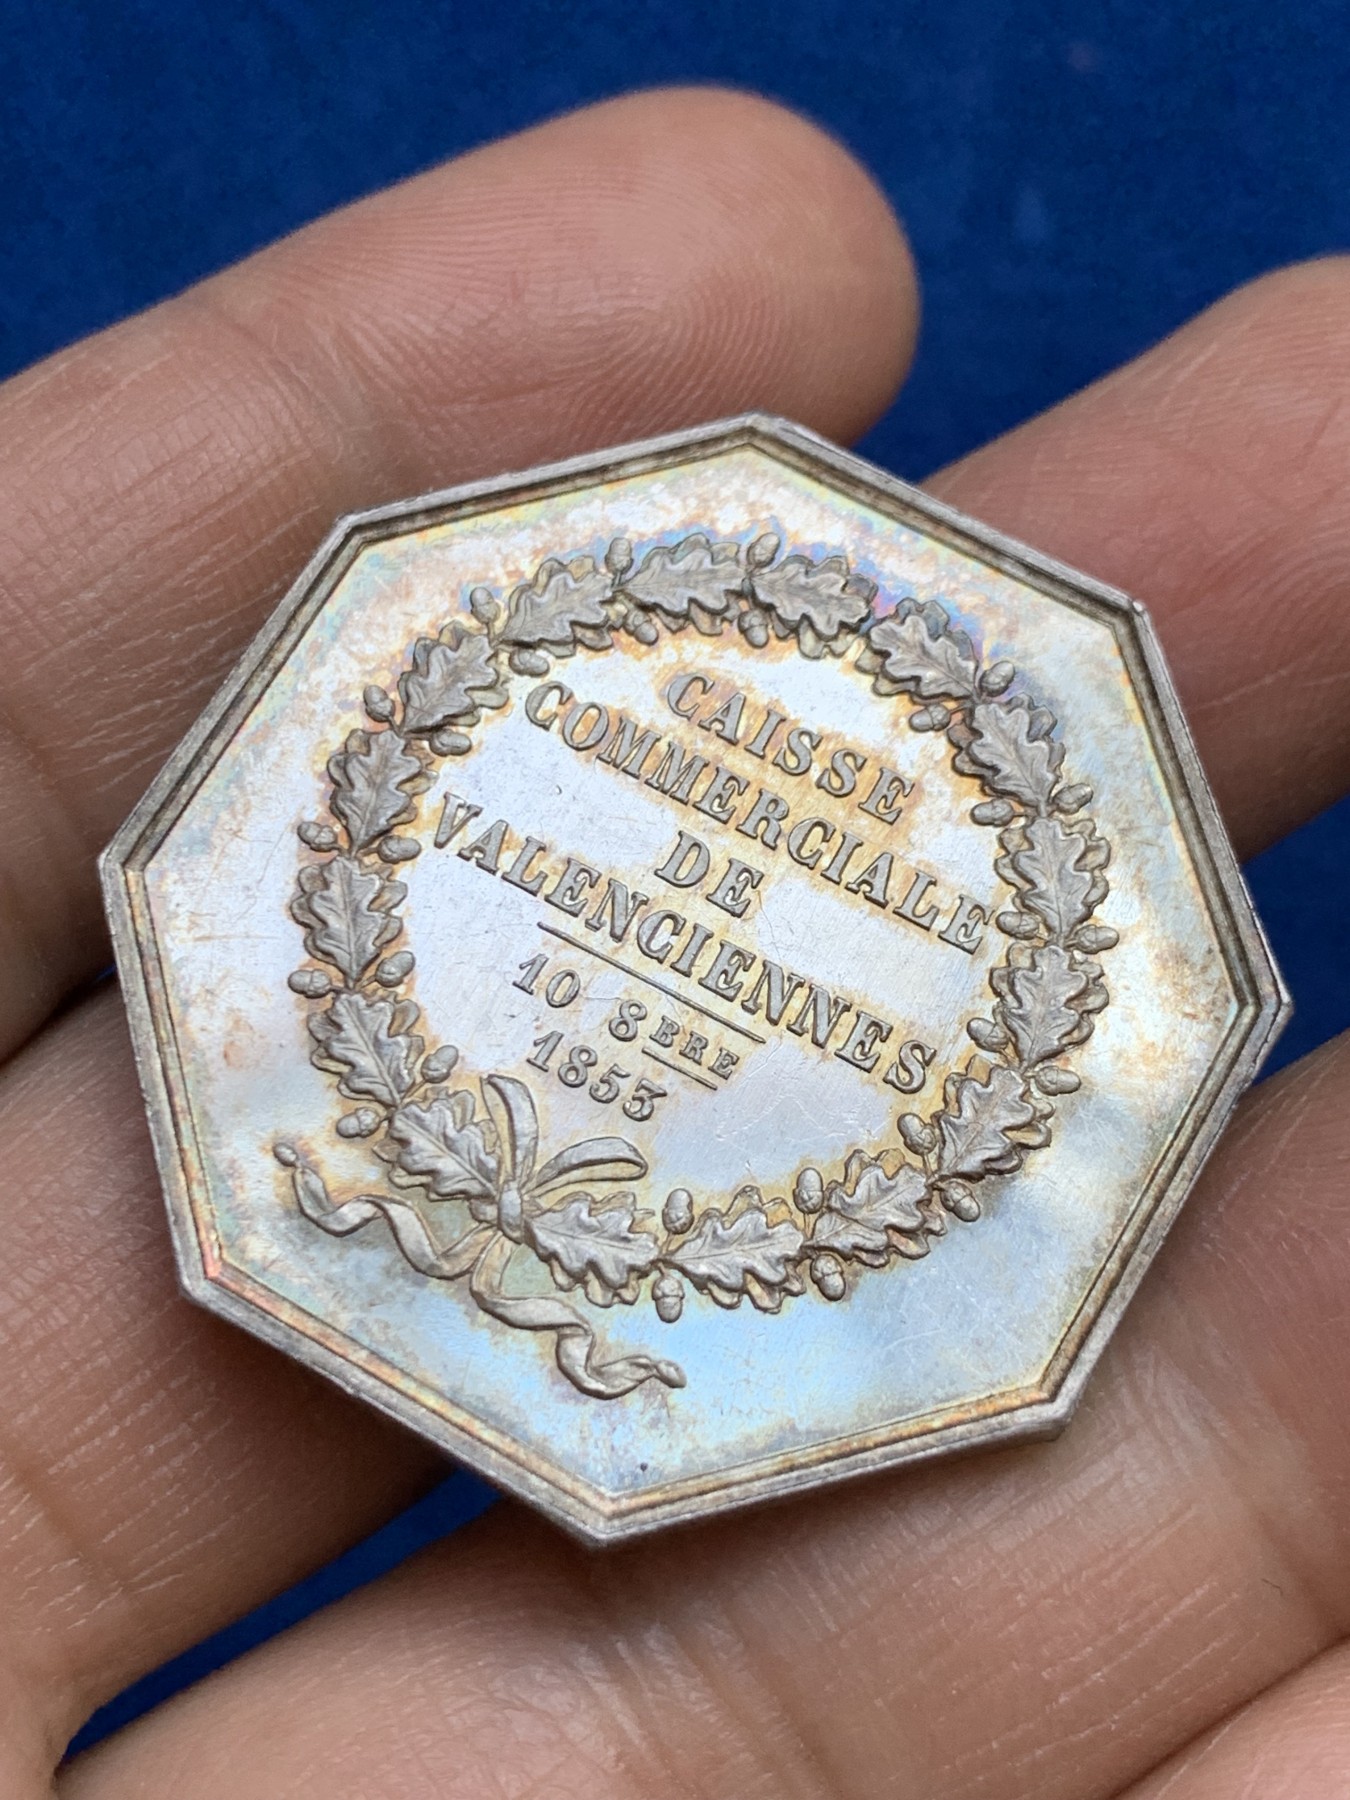 CAISSE
COMMERCIALE
DE
VALENCIENNES
10 8BRE
1853